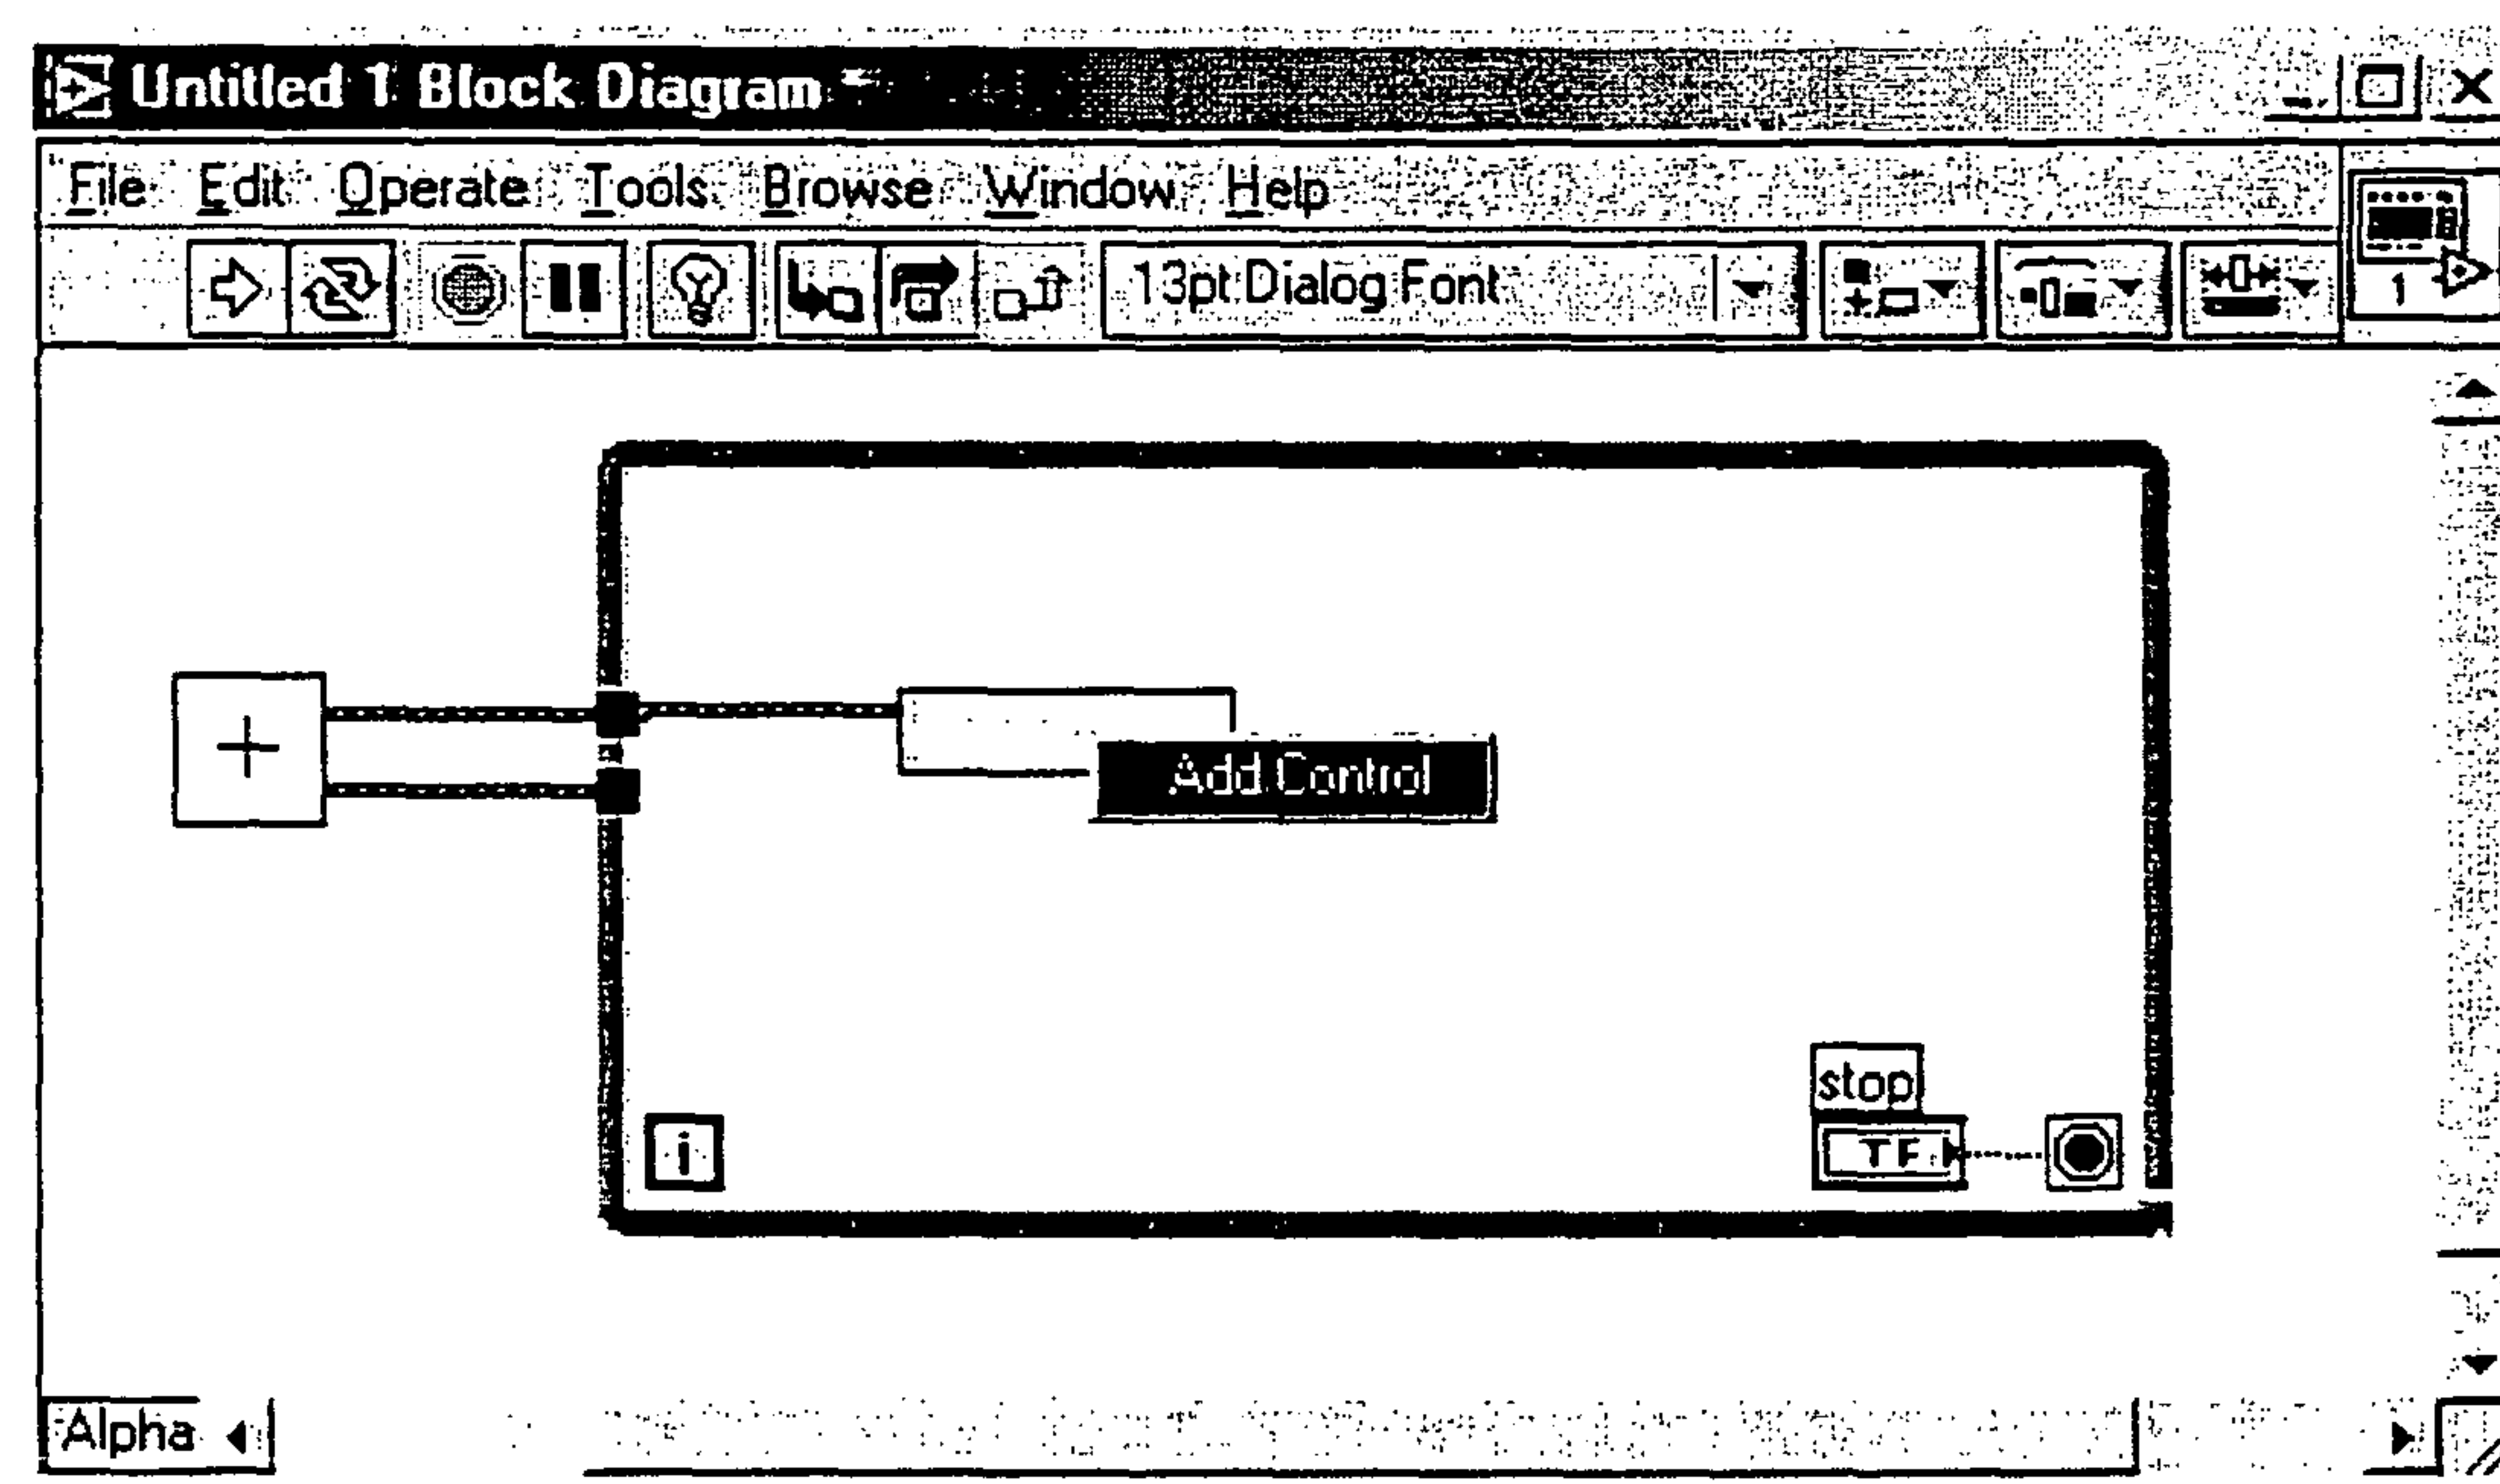 Untitled 1 Block Diagram *
File Edit Operate Tools Browse Window Help
13pt Dialog Font
1
Add Control
stop
i
TF
Alpha